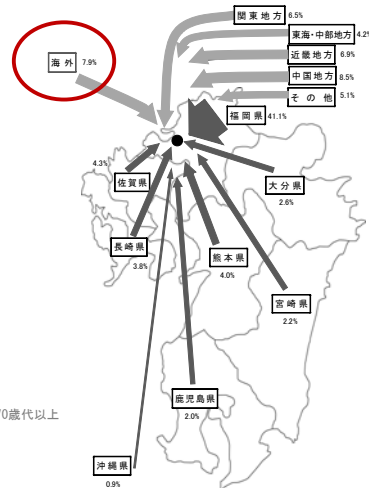 関東地方 6.5%
東海・中部地方 4.2%
海外 7.9%
近畿地方 6.9%
中国地方 8.5%
その他 5.1%
福岡県 41.1%
4.3%
佐賀県
大分県
2.6%
長崎県
3.8%
熊本県
4.0%
宮崎県
2.2%
鹿児島県
2.0%
0歳代以上
沖縄県
0.9%